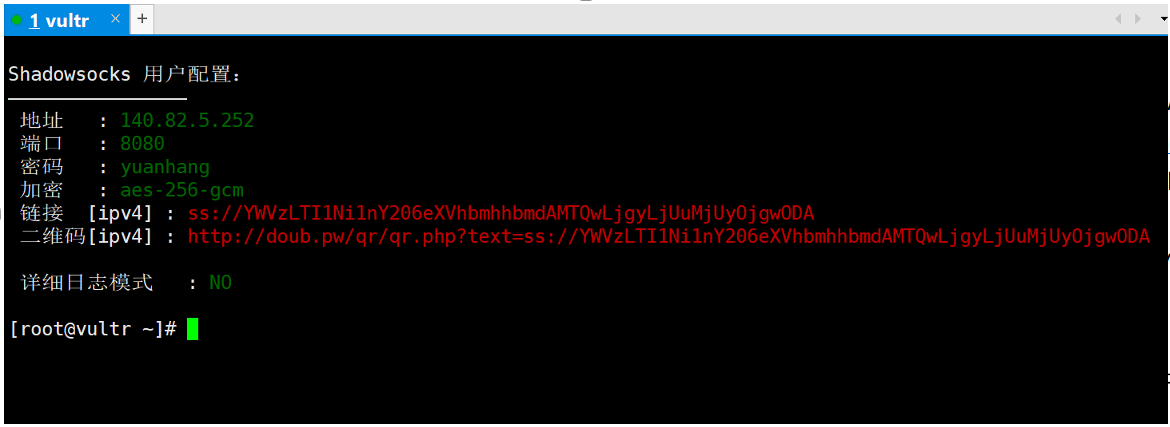 1 vultr × +
Shadowsocks 用户配置：
地址 : 140.82.5.252
端口 : 8080
密码 : yuanhang
加密 : aes-256-gcm
链接 [ipv4] : ss://YWVzLTI1Ni1nY206eXVhbmhhbmdAMTQwLjgyLjUuMjUyOjgwODA
二维码[ipv4] : http://doub.pw/qr/qr.php?text=ss://YWVzLTI1Ni1nY206eXVhbmhhbmdAMTQwLjgyLjUuMjUyOjgwODA
详细日志模式 : NO
[root@vultr ~]#